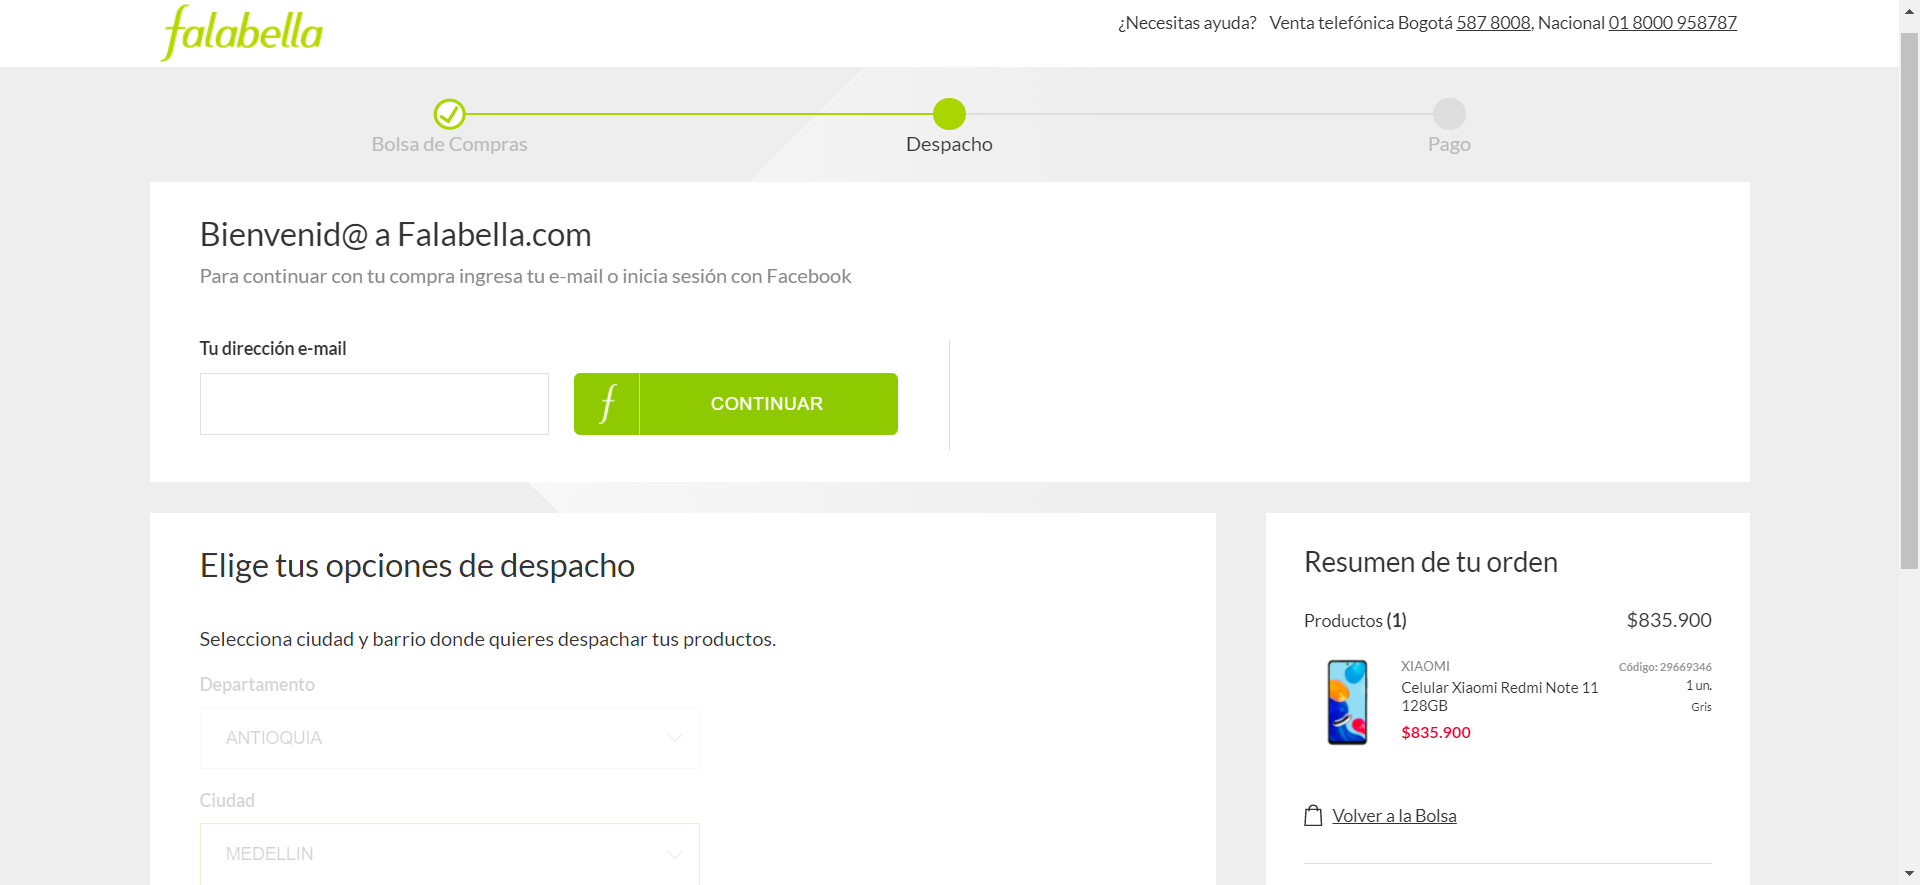 falabella
¿Necesitas ayuda? Venta telefónica Bogotá 587 8008, Nacional 01 8000 958787
Bolsa de Compras
Despacho
Pago
Bienvenid@ a Falabella.com
Para continuar con tu compra ingresa tu e-mail o inicia sesión con Facebook
Tu dirección e-mail
f CONTINUAR
Elige tus opciones de despacho
Selecciona ciudad y barrio donde quieres despachar tus productos.
Departamento
ANTIOQUIA
Ciudad
MEDELLIN
Resumen de tu orden
Productos (1) $835.900
XIAOMI
Celular Xiaomi Redmi Note 11
128GB
$835.900
Código: 29669346
1 un.
Gris
Volver a la Bolsa